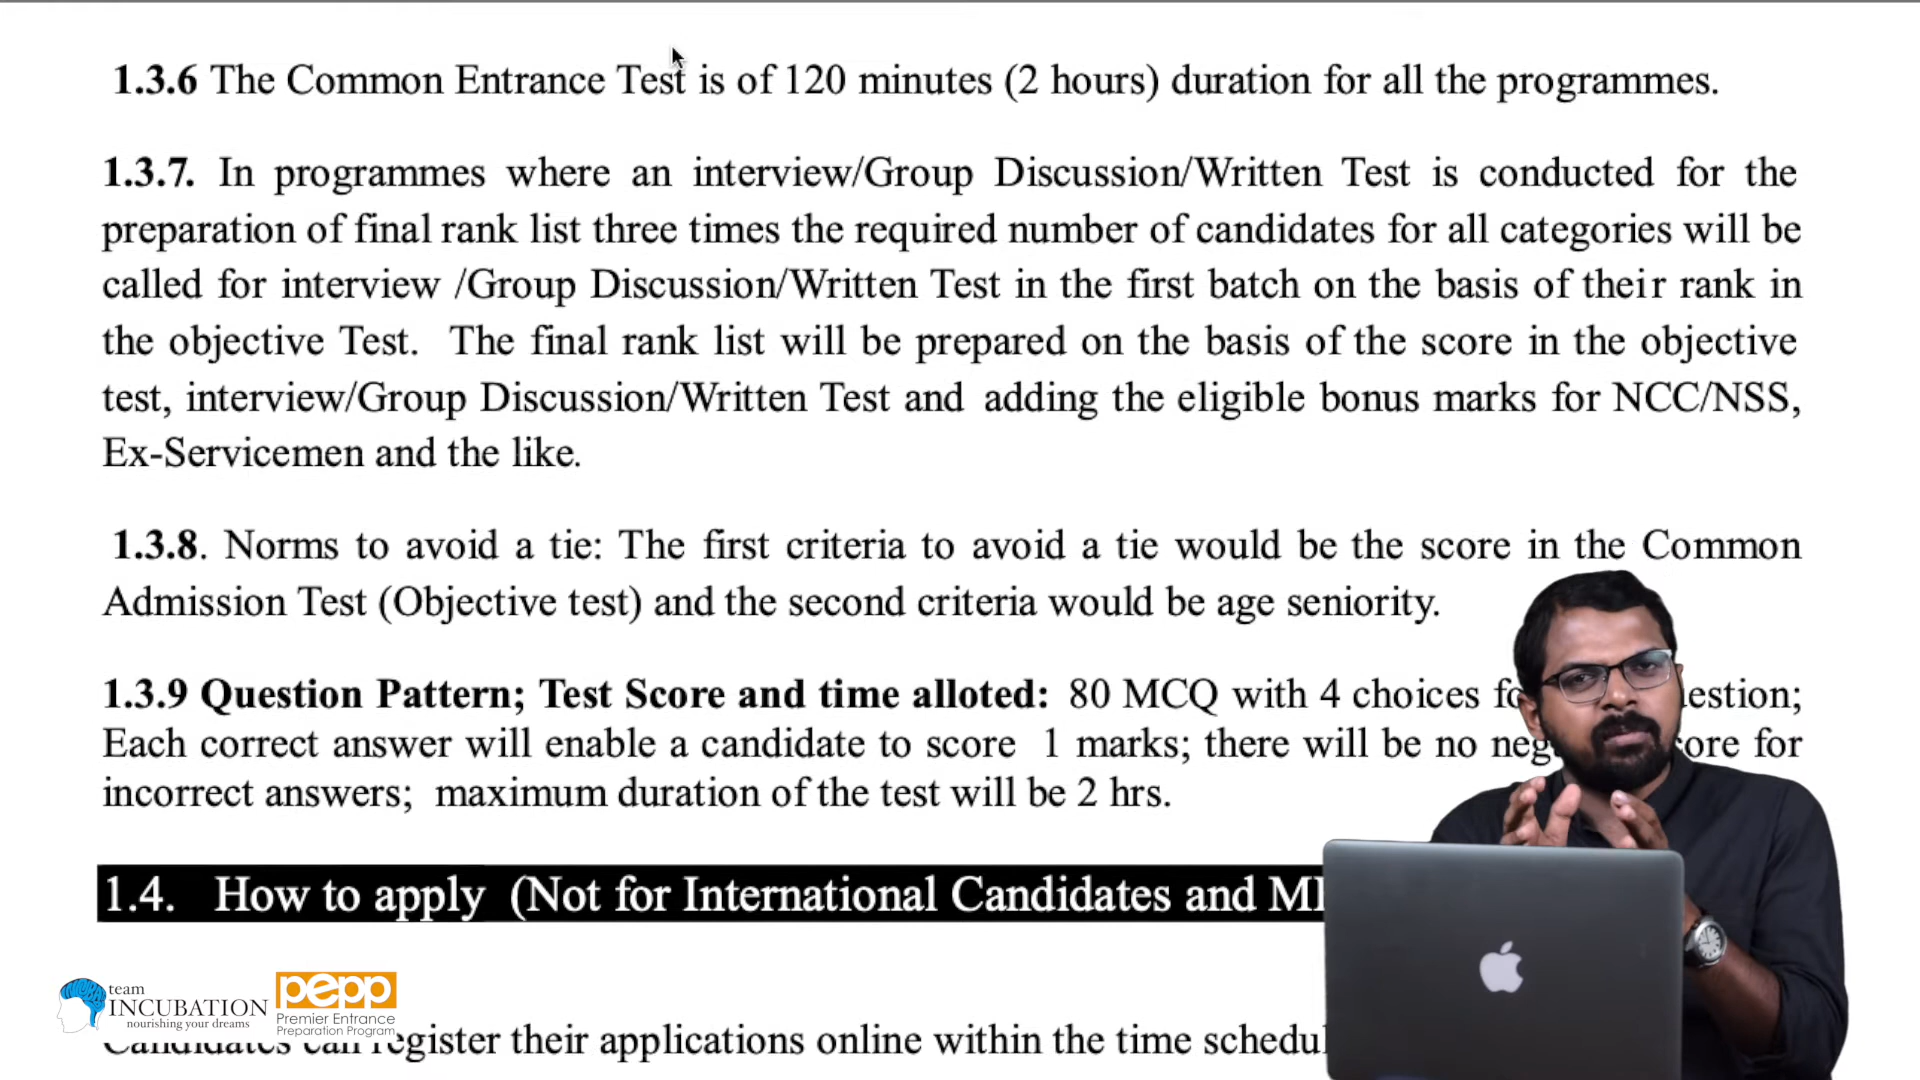 1.3.6 The Common Entrance Test is of 120 minutes (2 hours) duration for all the programmes.
1.3.7. In programmes where an interview/Group Discussion/Written Test is conducted for the
preparation of final rank list three times the required number of candidates for all categories will be
called for interview /Group Discussion/Written Test in the first batch on the basis of their rank in
the objective Test. The final rank list will be prepared on the basis of the score in the objective
test, interview/Group Discussion/Written Test and adding the eligible bonus marks for NCC/NSS,
Ex-Servicemen and the like.
1.3.8. Norms to avoid a tie: The first criteria to avoid a tie would be the score in the Common
Admission Test (Objective test) and the second criteria would be age seniority.
1.3.9 Question Pattern; Test Score and time alloted: 80 MCQ with 4 choices
Each correct answer will enable a candidate to score 1 marks; there will be no for
incorrect answers; maximum duration of the test will be 2 hrs.
1.4. How to apply (Not for International Candidates and
team
INCUBATION
nourishing your dreams
pepp
Premier Entrance
Preparation Program
Candidates can register their applications online within the time